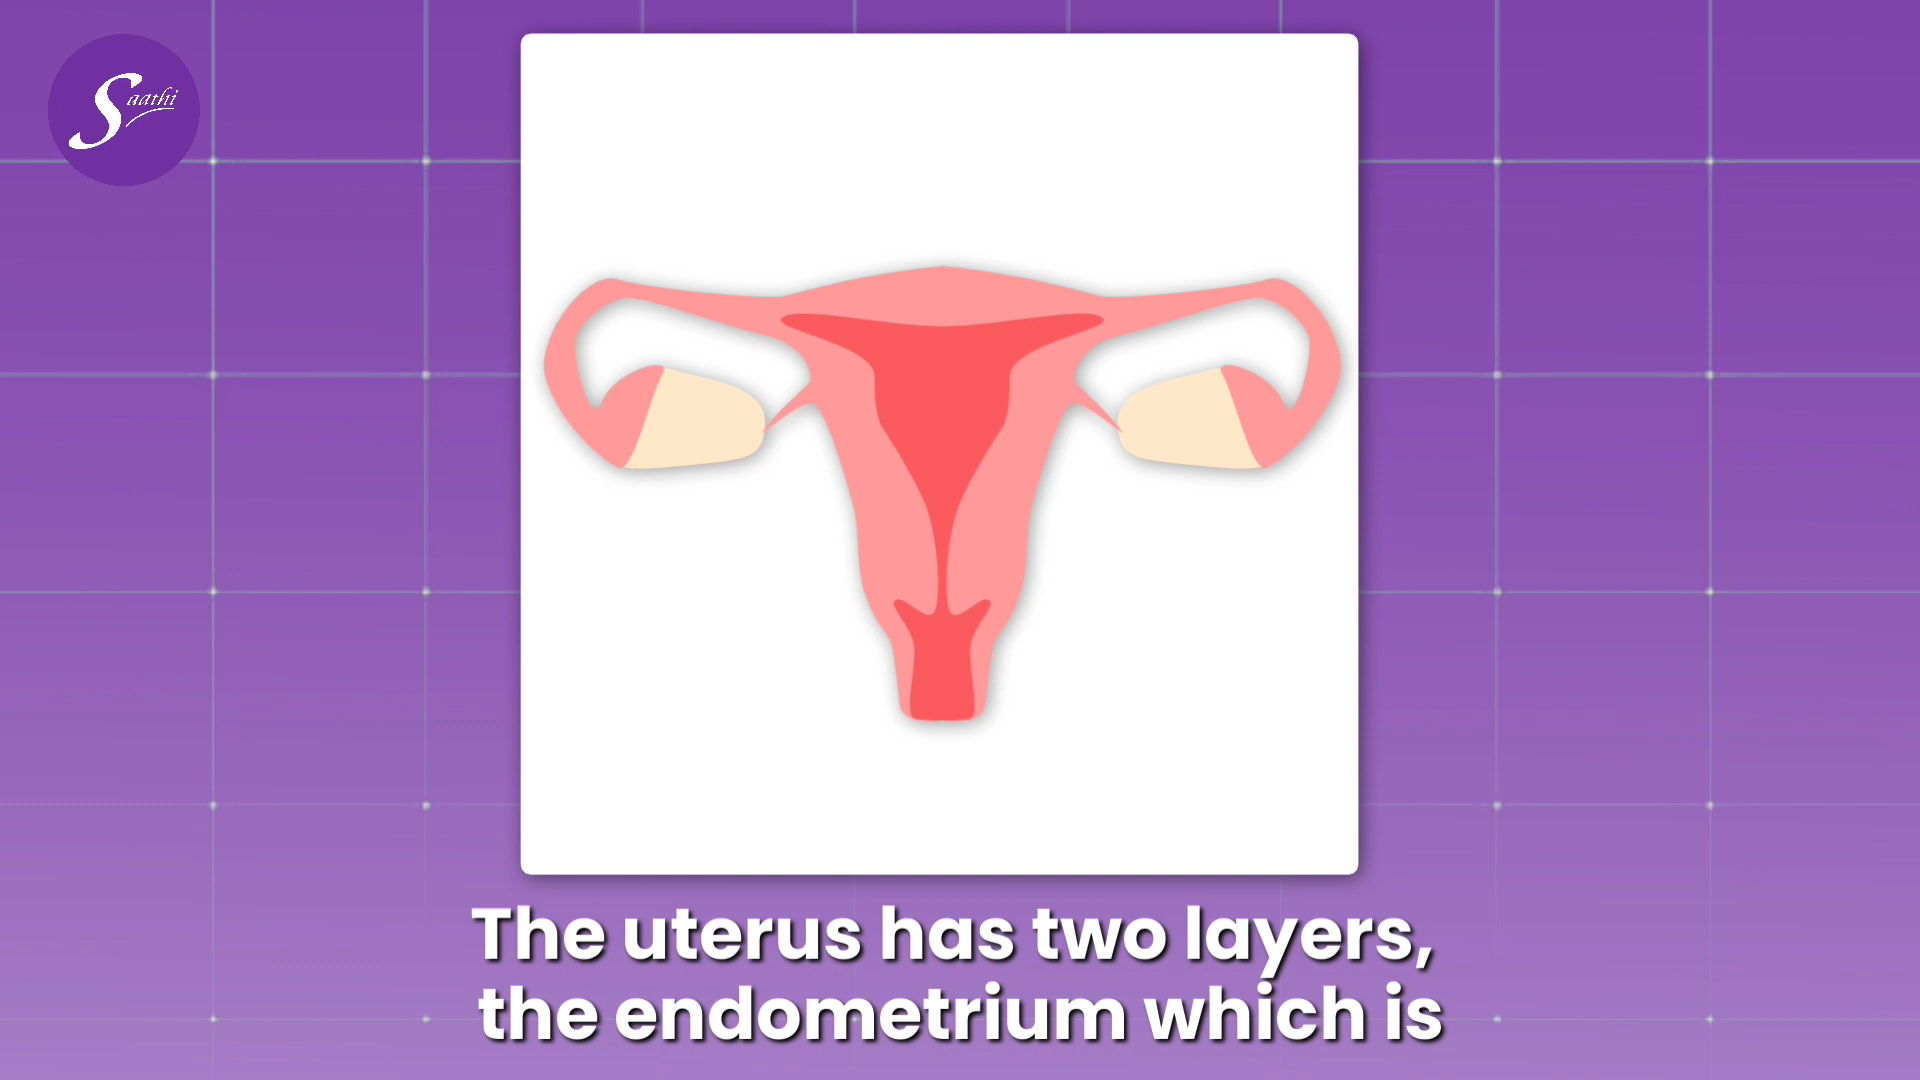 Saathi
The uterus has two layers,
the endometrium which is